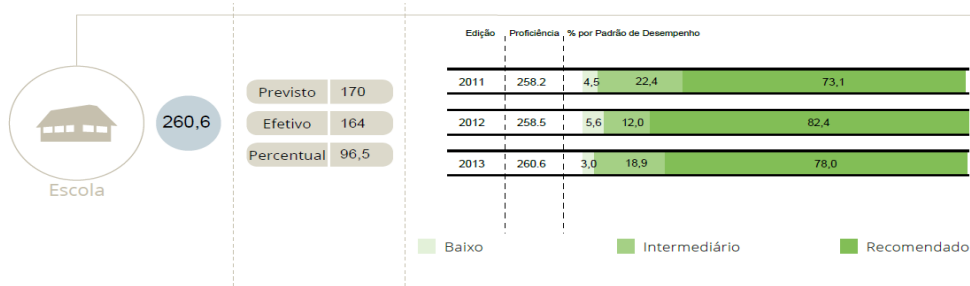 Edição Proficiência % por Padrão de Desempenho
2011 258.2 4,5 22,4 73,1
Previsto 170
260,6
Efetivo 164
2012 258.5 5,6 12,0 82,4
Percentual 96,5
2013 260.6 3,0 18,9 78,0
Escola
Baixo Intermediário Recomendado